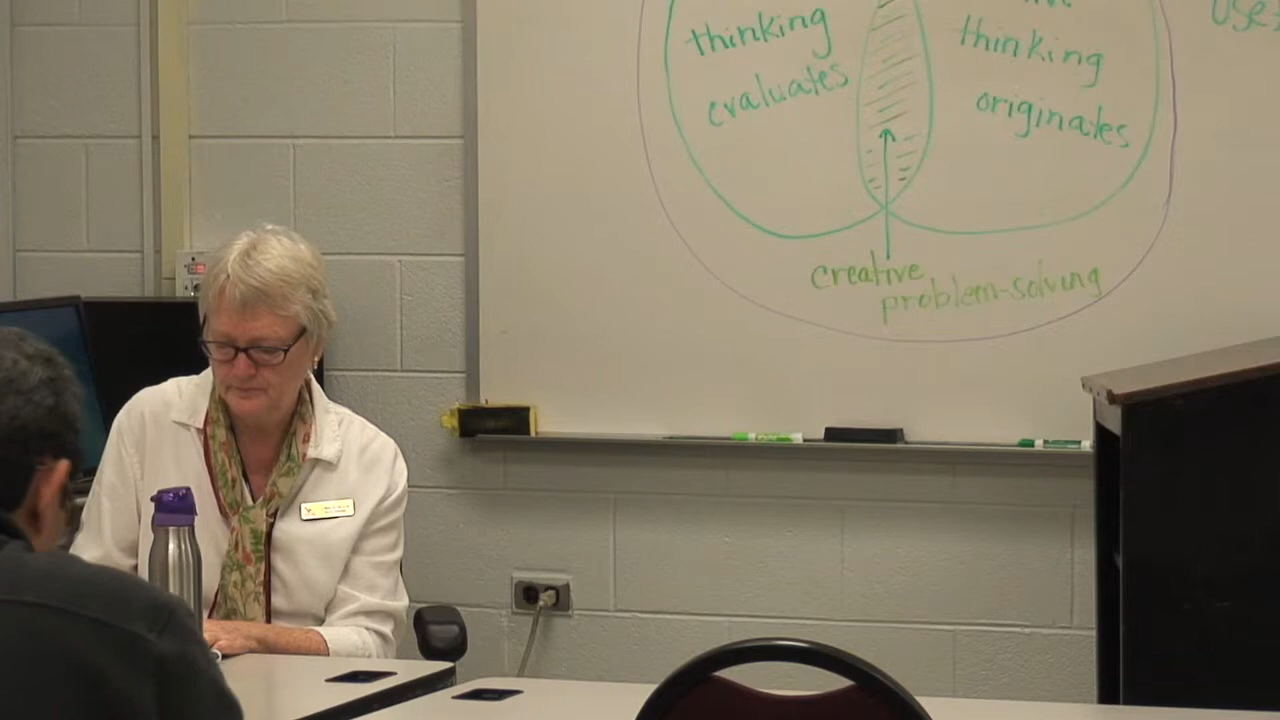 thinking
evaluates
thinking
originates
creative
problem-solving